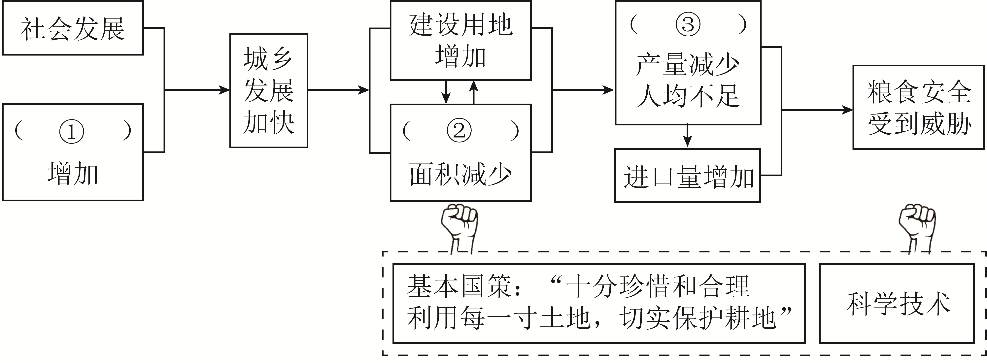 社会发展
（ ① ）
增加
城乡
发展
加快
建设用地
增加
（ ② ）
面积减少
（ ③ ）
产量减少
人均不足
进口量增加
粮食安全
受到威胁
基本国策：“十分珍惜和合理
利用每一寸土地，切实保护耕地”
科学技术